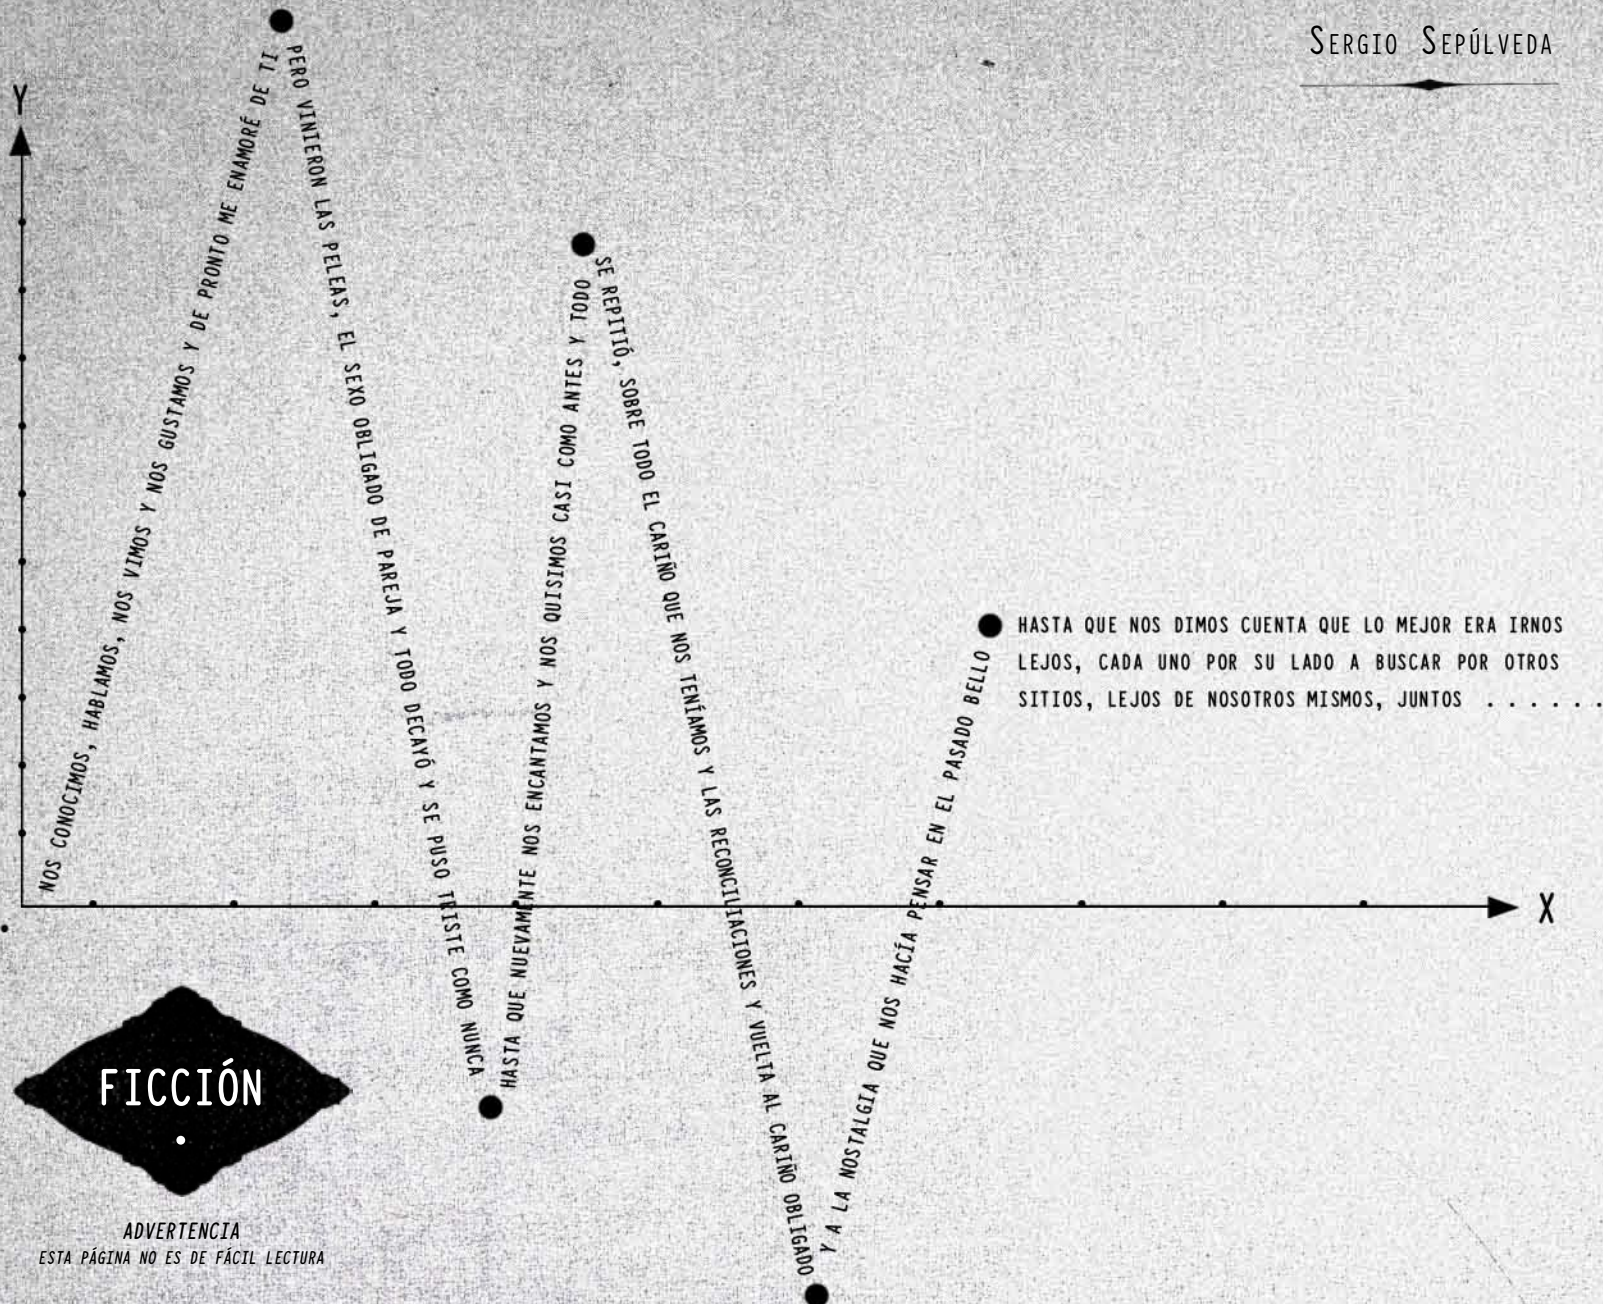 SERGIO SEPÚLVEDA
Y
NOS CONOCIMOS, HABLAMOS, NOS VIMOS Y NOS GUSTAMOS Y DE PRONTO ME ENAMORÉ DE TI
PERO VINIERON LAS PELEAS, EL SEXO OBLIGADO DE PAREJA Y TODO DECAYÓ Y SE PUSO TRISTE COMO NUNCA
HASTA QUE NUEVAMENTE NOS ENCANTAMOS Y NOS QUISIMOS CASI COMO ANTES Y TODO
SE REPITIÓ, SOBRE TODO EL CARIÑO QUE NOS TENÍAMOS Y LAS RECONCILIACIONES Y VUELTA AL CARIÑO OBLIGADO
Y A LA NOSTALGIA QUE NOS HACÍA PENSAR EN EL PASADO BELLO
HASTA QUE NOS DIMOS CUENTA QUE LO MEJOR ERA IRNOS
LEJOS, CADA UNO POR SU LADO A BUSCAR POR OTROS
SITIOS, LEJOS DE NOSOTROS MISMOS, JUNTOS . . . . . .
X
FICCIÓN
ADVERTENCIA
ESTA PÁGINA NO ES DE FÁCIL LECTURA